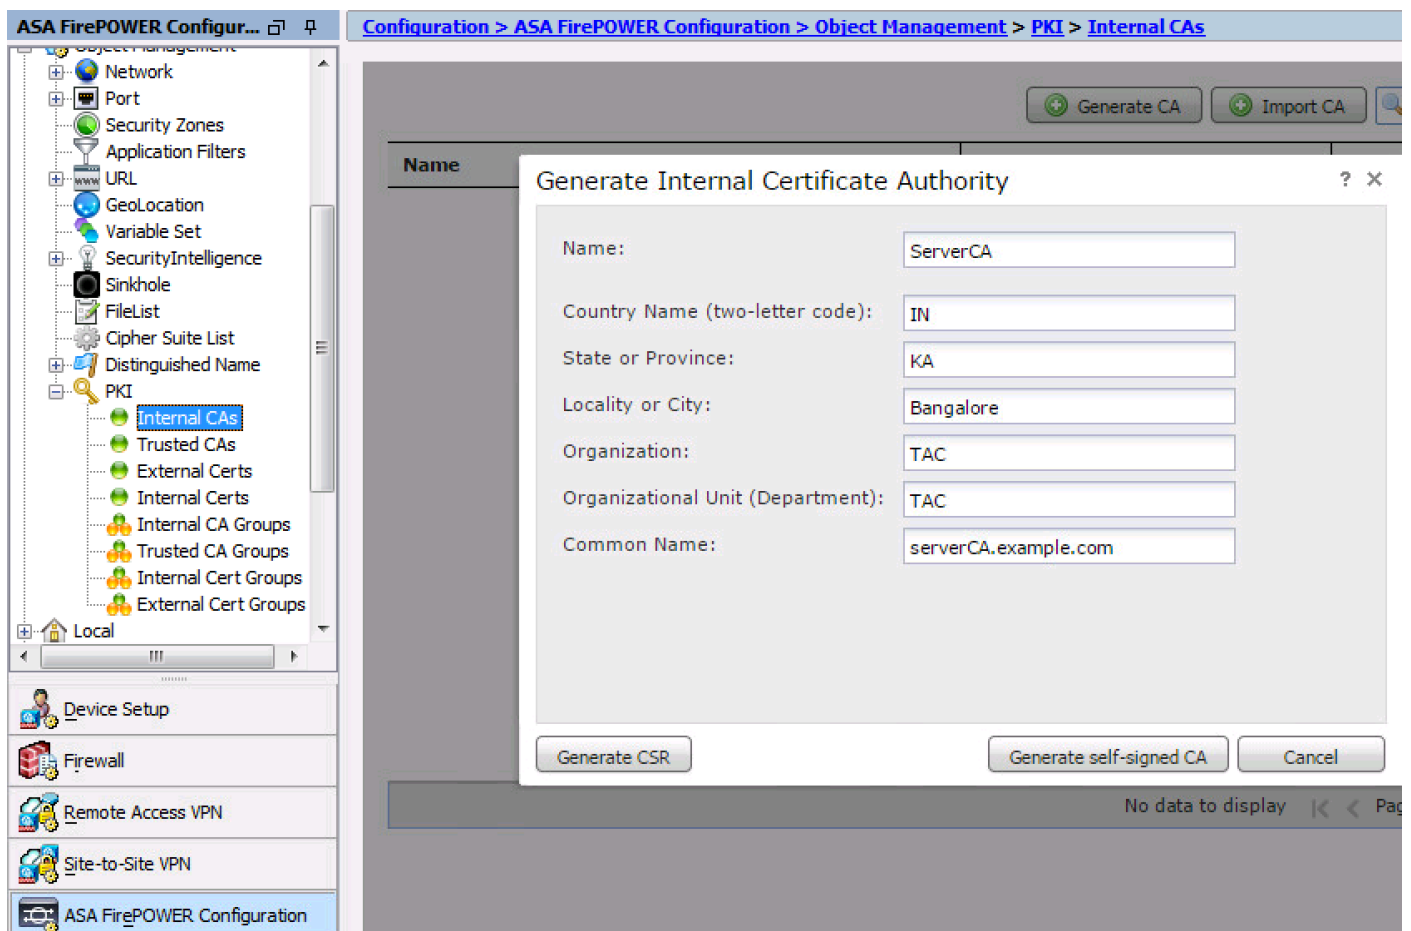 ASA FirePOWER Configur...
Configuration > ASA FirePOWER Configuration > Object Management > PKI > Internal CAs
Object Management
Network
Port
Security Zones
Application Filters
www URL
GeoLocation
Variable Set
SecurityIntelligence
Sinkhole
FileList
Cipher Suite List
Distinguished Name
PKI
Internal CAs
Trusted CAs
External Certs
Internal Certs
Internal CA Groups
Trusted CA Groups
Internal Cert Groups
External Cert Groups
Local
Device Setup
Firewall
Remote Access VPN
Site-to-Site VPN
ASA FirePOWER Configuration
Generate CA
Import CA
Name
Generate Internal Certificate Authority
Name: ServerCA
Country Name (two-letter code): IN
State or Province: KA
Locality or City: Bangalore
Organization: TAC
Organizational Unit (Department): TAC
Common Name: serverCA.example.com
Generate CSR
Generate self-signed CA
Cancel
No data to display
Pag